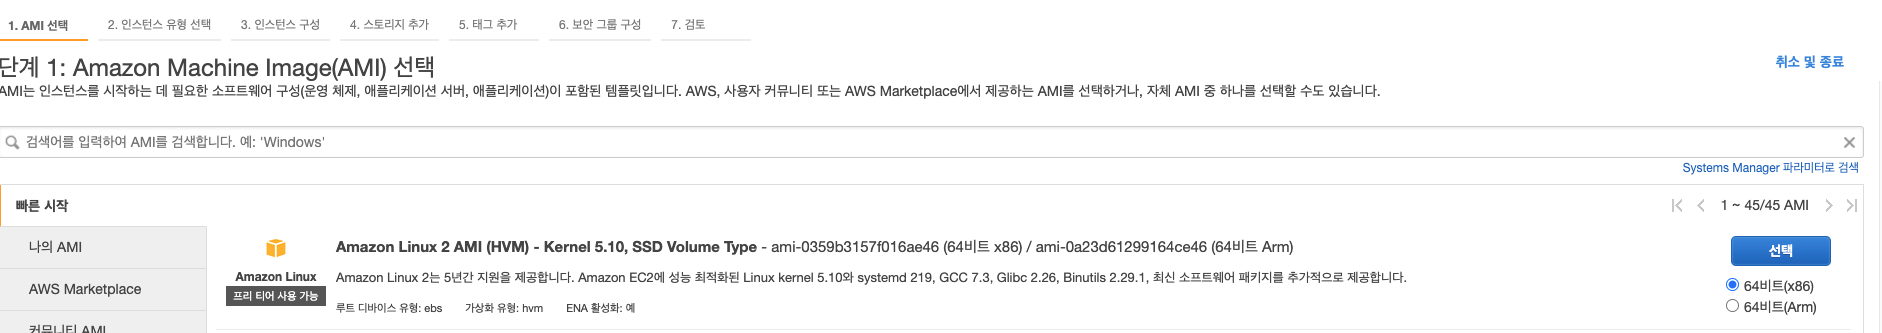 1. AMI 선택 2. 인스턴스 유형 선택 3. 인스턴스 구성 4. 스토리지 추가 5. 태그 추가 6. 보안 그룹 구성 7. 검토
단계 1: Amazon Machine Image(AMI) 선택
취소 및 종료
AMI는 인스턴스를 시작하는 데 필요한 소프트웨어 구성(운영 체제, 애플리케이션 서버, 애플리케이션)이 포함된 템플릿입니다. AWS, 사용자 커뮤니티 또는 AWS Marketplace에서 제공하는 AMI를 선택하거나, 자체 AMI 중 하나를 선택할 수도 있습니다.
검색어를 입력하여 AMI를 검색합니다. 예: 'Windows'
Systems Manager 파라미터로 검색
빠른 시작
1 ~ 45/45 AMI
나의 AMI
AWS Marketplace
커뮤니티 AMI
Amazon Linux
프리 티어 사용 가능
Amazon Linux 2 AMI (HVM) - Kernel 5.10, SSD Volume Type - ami-0359b3157f016ae46 (64비트 x86) / ami-0a23d61299164ce46 (64비트 Arm)
Amazon Linux 2는 5년간 지원을 제공합니다. Amazon EC2에 성능 최적화된 Linux kernel 5.10와 systemd 219, GCC 7.3, Glibc 2.26, Binutils 2.29.1, 최신 소프트웨어 패키지를 추가적으로 제공합니다.
루트 디바이스 유형: ebs 가상화 유형: hvm ENA 활성화: 예
선택
64비트(x86)
64비트(Arm)